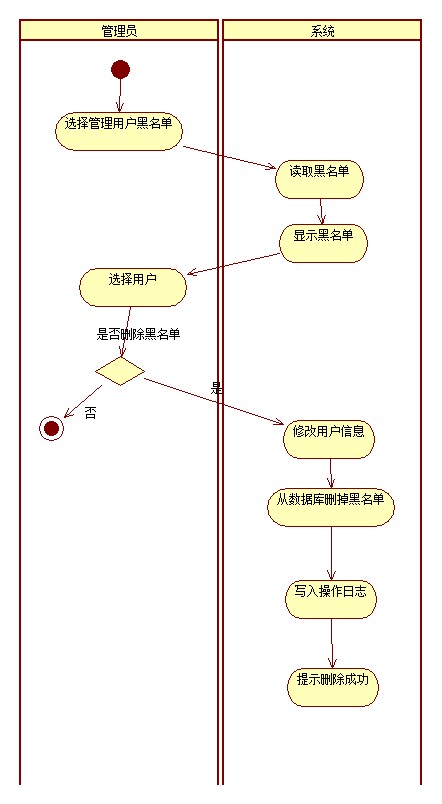 管理员
系统
选择管理用户黑名单
读取黑名单
显示黑名单
选择用户
是否删除黑名单
是
否
修改用户信息
从数据库删掉黑名单
写入操作日志
提示删除成功